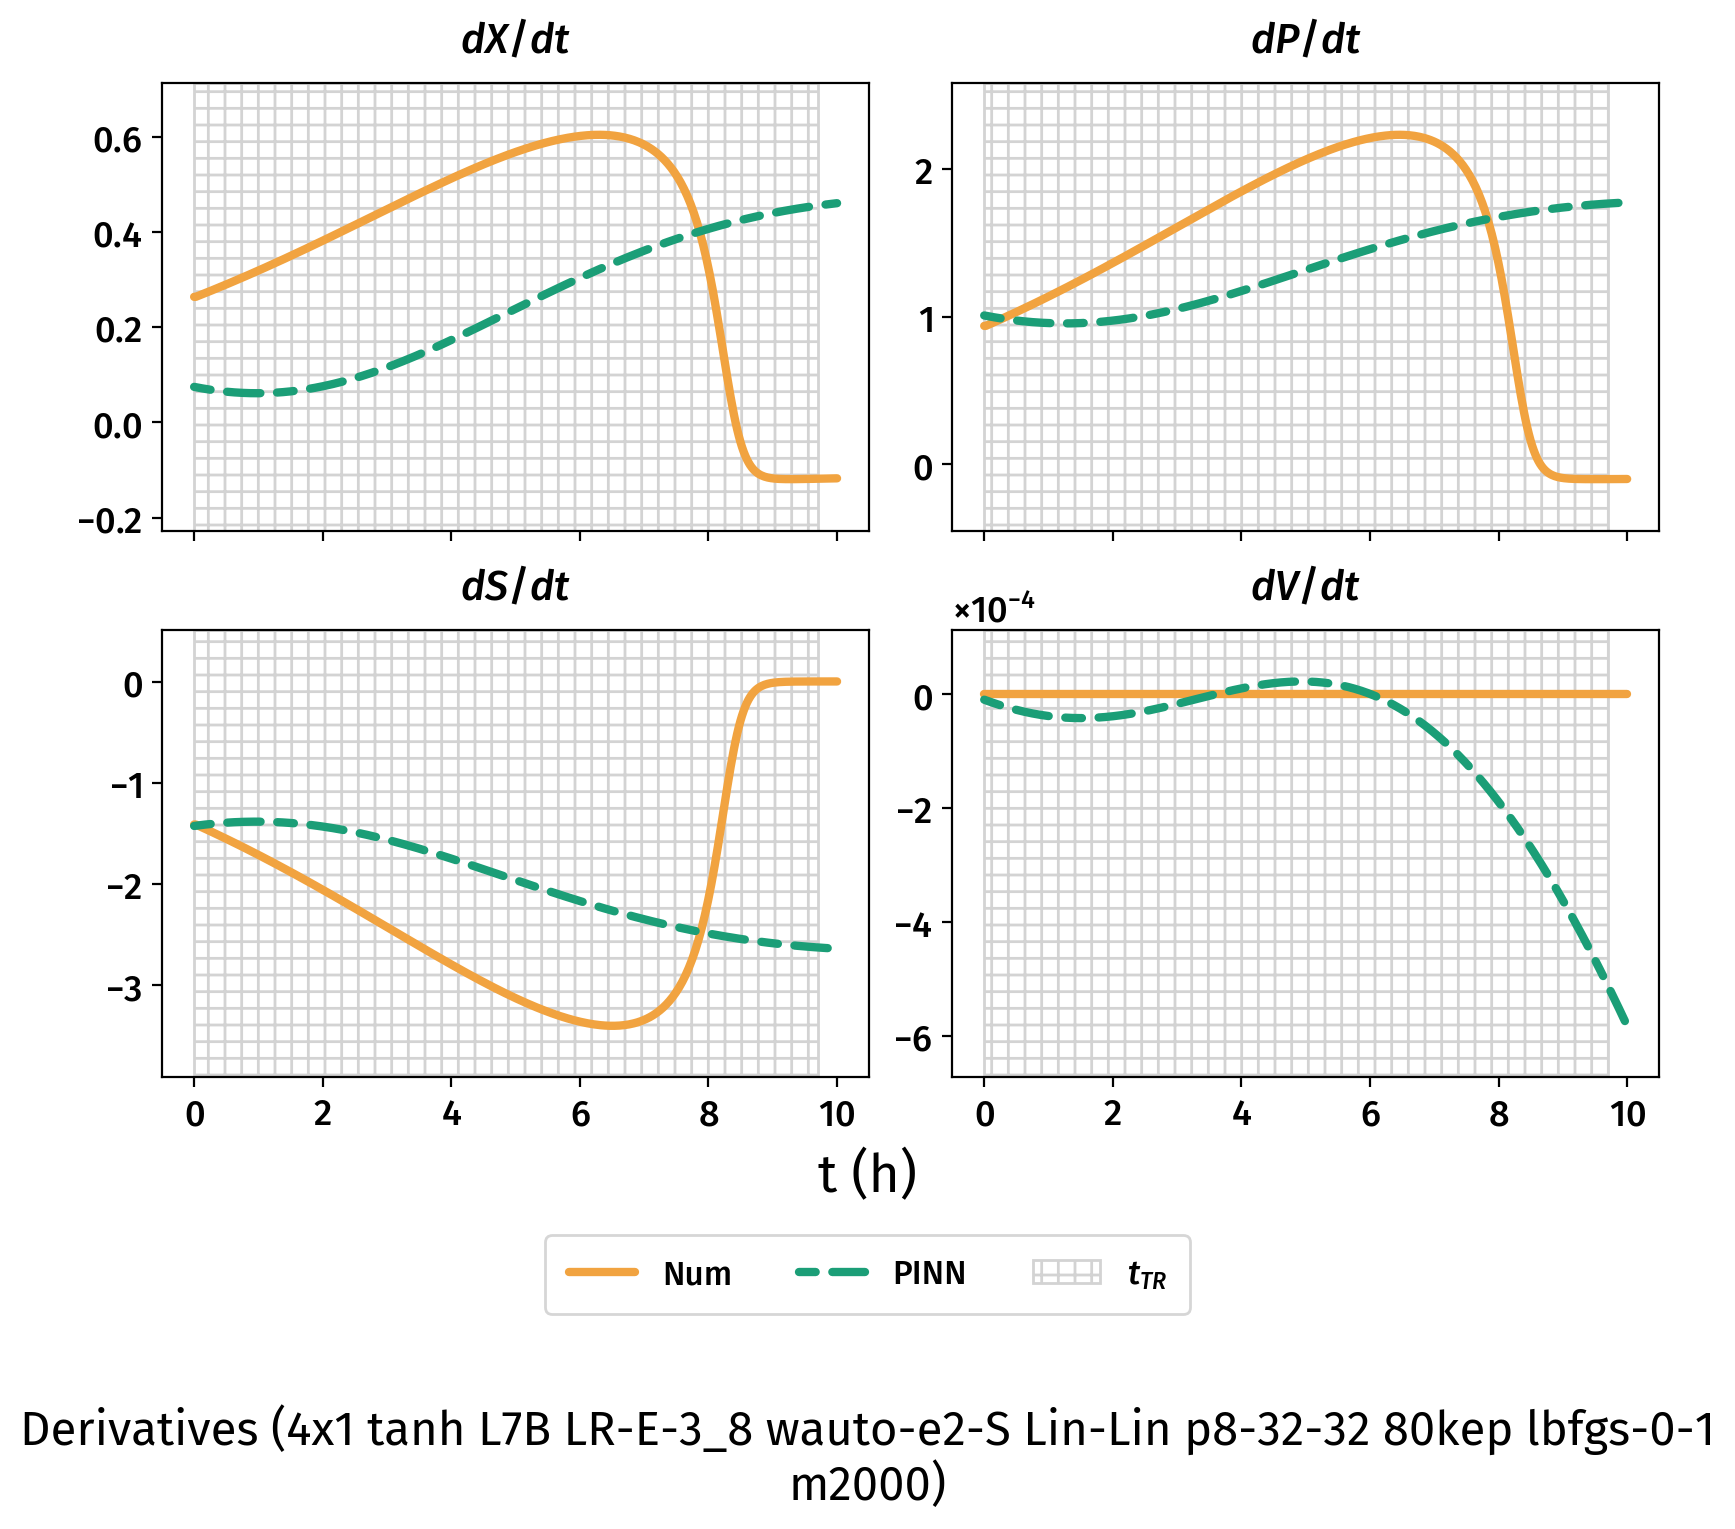 dX/dt
dP/dt
0.6
0.4
0.2
0.0
−0.2
2
1
0
dS/dt
dV/dt
×10⁻⁴
0
−1
−2
−3
0
−2
−4
−6
0 2 4 6 8 10
0 2 4 6 8 10
t (h)
Num PINN t_TR
Derivatives (4x1 tanh L7B LR-E-3_8 wauto-e2-S Lin-Lin p8-32-32 80kep lbfgs-0-1
m2000)